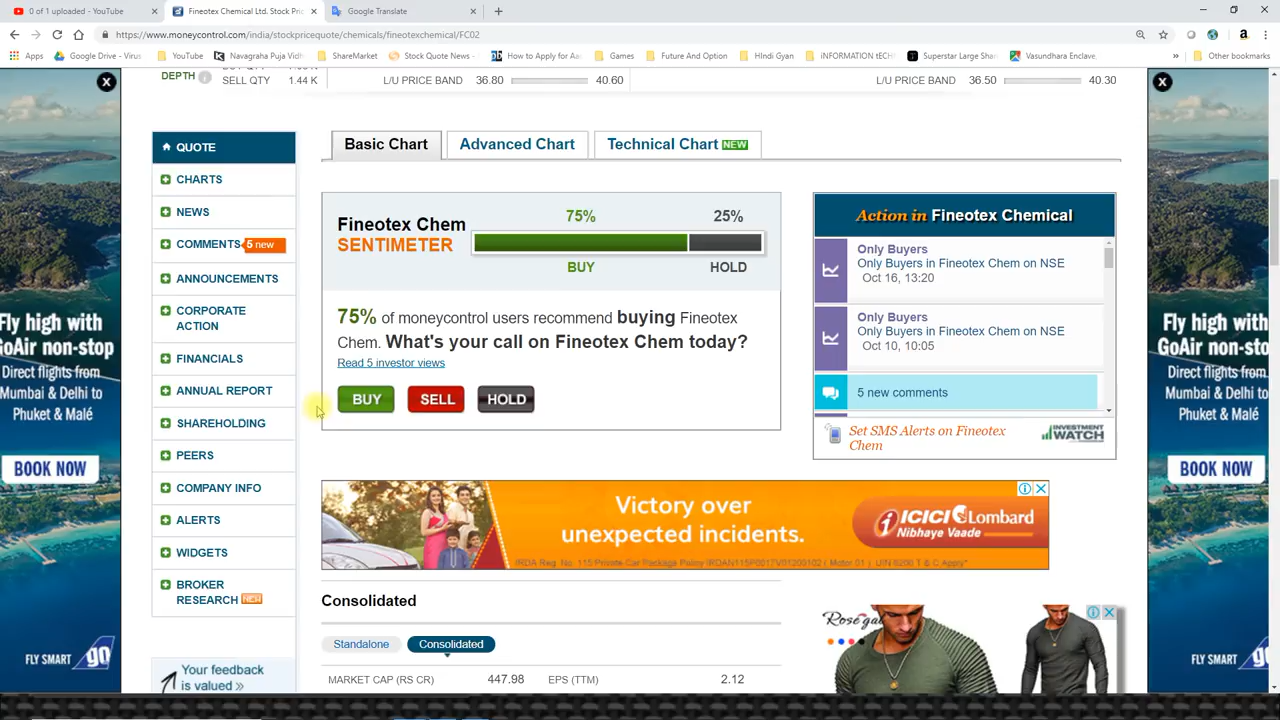 0 of 1 uploaded - YouTube
Fineotex Chemical Ltd. Stock Pric
Google Translate
https://www.moneycontrol.com/india/stockpricequote/chemicals/fineotexchemical/FC02
Apps
Google Drive - Virus
YouTube
Navagraha Puja Vidh
ShareMarket
Stock Quote News -
How to Apply for Aa
Games
Future And Option
HIndi Gyan
iNFORMATION tECH
Superstar Large Shar
Vasundhara Enclave,
Other bookmarks
DEPTH
SELL QTY 1.44 K
L/U PRICE BAND 36.80 40.60
L/U PRICE BAND 36.50 40.30
Fly high with
GoAir non-stop
Direct flights from
Mumbai & Delhi to
Phuket & Malé
BOOK NOW
FLY SMART go
QUOTE
CHARTS
NEWS
COMMENTS 5 new
ANNOUNCEMENTS
CORPORATE
ACTION
FINANCIALS
ANNUAL REPORT
SHAREHOLDING
PEERS
COMPANY INFO
ALERTS
WIDGETS
BROKER
RESEARCH NEW
Your feedback
is valued »
Basic Chart
Advanced Chart
Technical Chart NEW
Fineotex Chem
SENTIMETER
75% 25%
BUY HOLD
75% of moneycontrol users recommend buying Fineotex
Chem. What's your call on Fineotex Chem today?
Read 5 investor views
BUY
SELL
HOLD
Action in Fineotex Chemical
Only Buyers
Only Buyers in Fineotex Chem on NSE
Oct 16, 13:20
Only Buyers
Only Buyers in Fineotex Chem on NSE
Oct 10, 10:05
5 new comments
Set SMS Alerts on Fineotex
Chem
INVESTMENT
WATCH
Victory over
unexpected incidents.
ICICI Lombard
Nibhaye Vaade
Consolidated
Standalone
Consolidated
MARKET CAP (RS CR) 447.98
EPS (TTM) 2.12
Rosegal
Fly high with
GoAir non-stop
Direct flights from
Mumbai & Delhi to
Phuket & Malé
BOOK NOW
FLY SMART